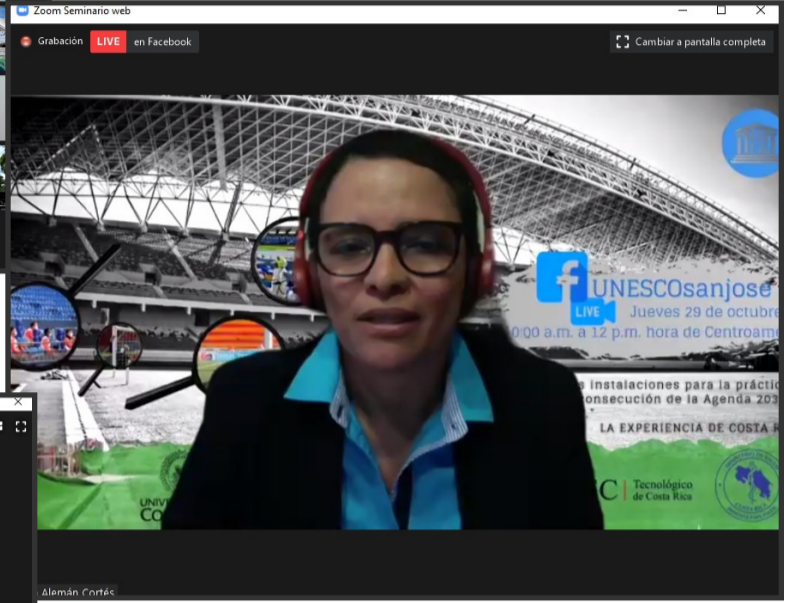 Zoom Seminario web
Grabación LIVE en Facebook
Cambiar a pantalla completa
UNESCOsanjose
LIVE
Jueves 29 de octubre
0:00 a.m. a 12 p.m. hora de Centroame
s instalaciones para la práctic
onsecución de la Agenda 203
LA EXPERIENCIA DE COSTA R
UNIV
CO
C | Tecnológico
de Costa Rica
Alemán Cortés